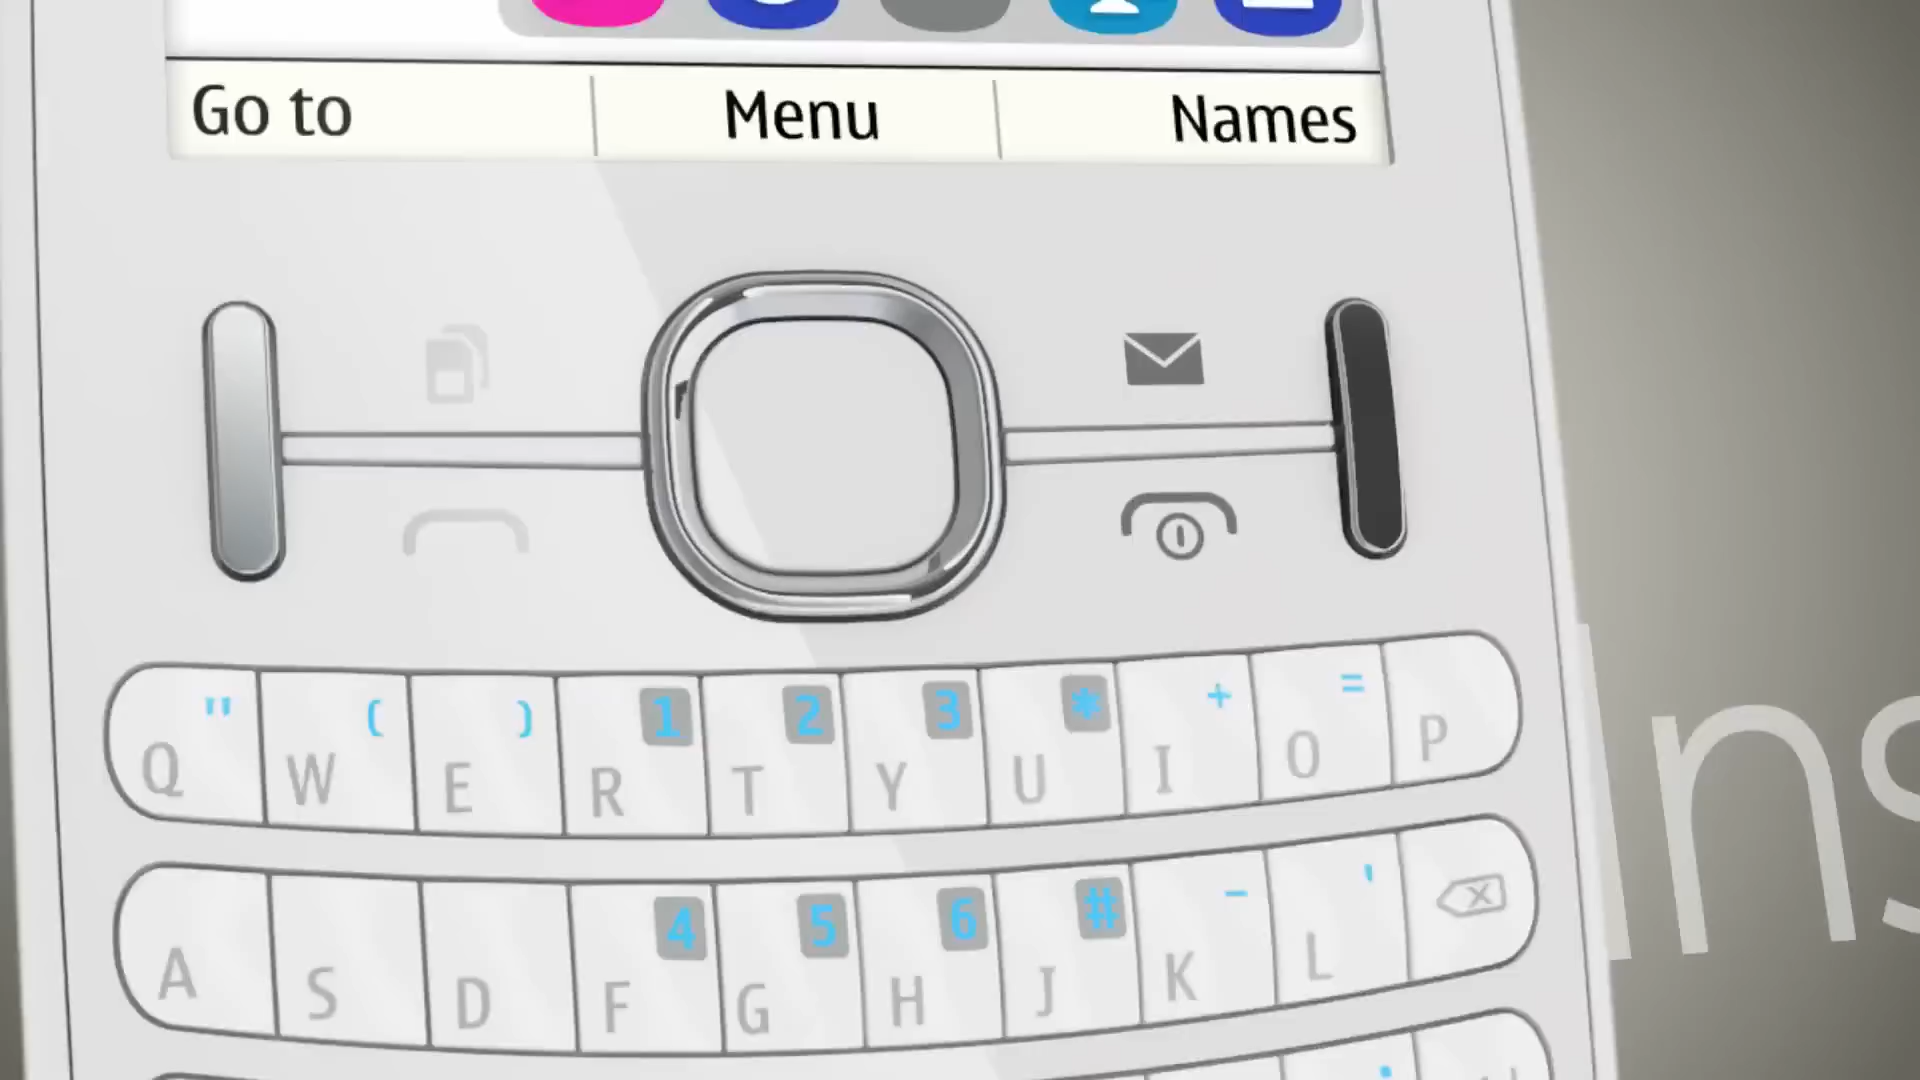 Go to Menu Names
" ( ) 1 2 3 * + =
Q W E R T Y U I O P
4 5 6 # - '
A S D F G H J K L
Ins